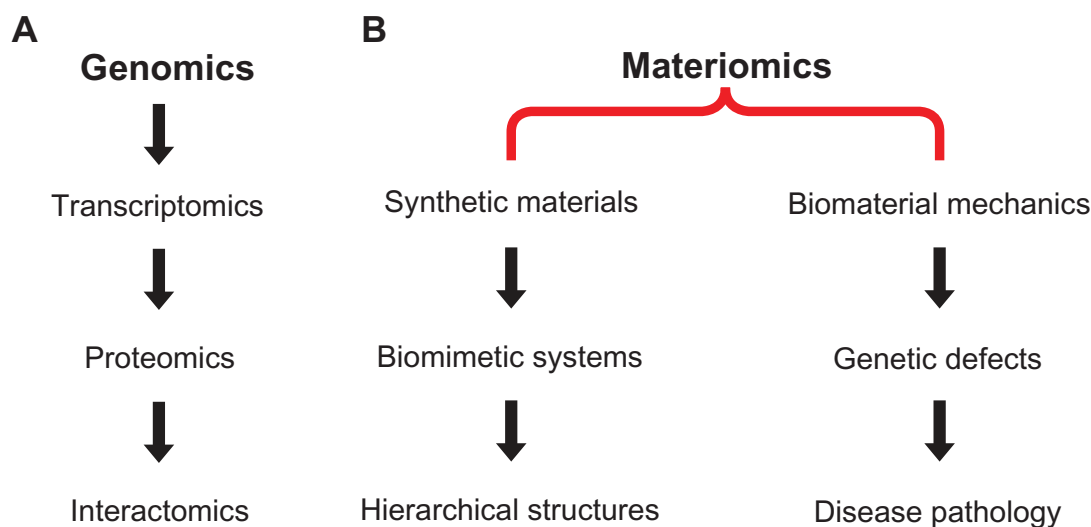 A
Genomics
Transcriptomics
Proteomics
Interactomics
B
Materiomics
Synthetic materials
Biomimetic systems
Hierarchical structures
Biomaterial mechanics
Genetic defects
Disease pathology